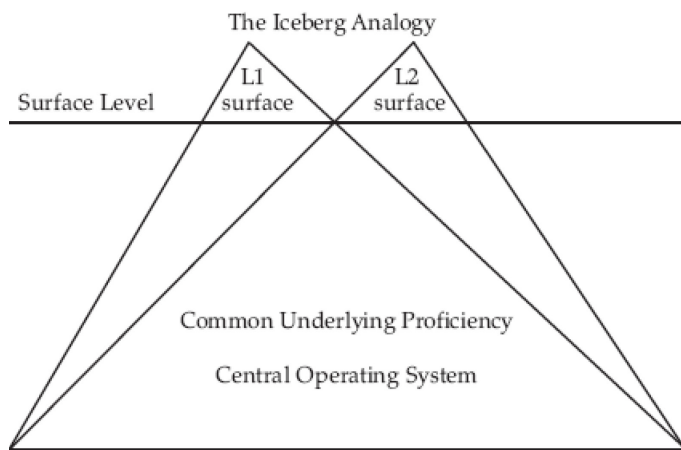 The Iceberg Analogy
L1
surface
L2
surface
Surface Level
Common Underlying Proficiency
Central Operating System